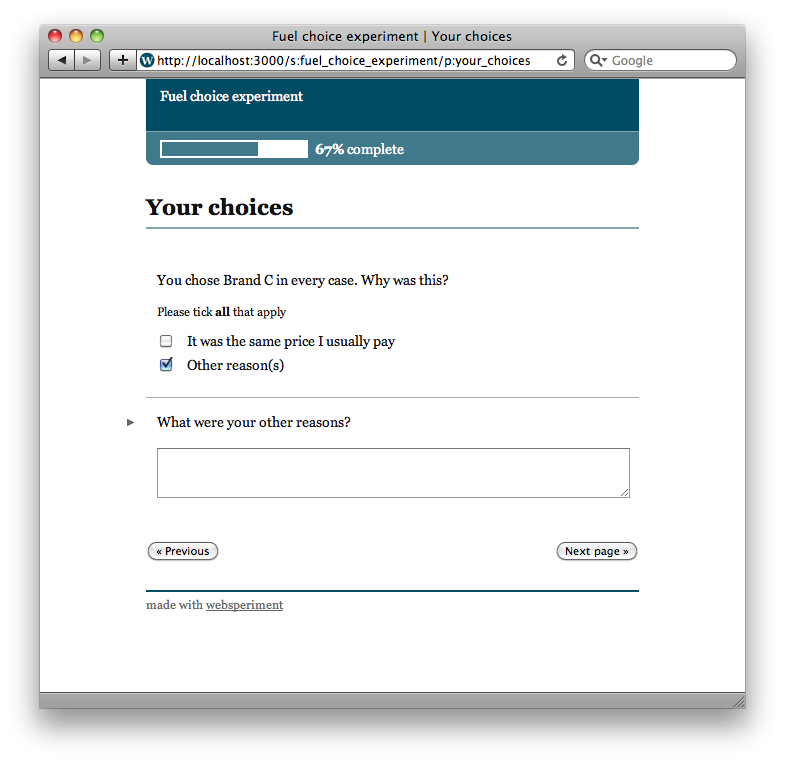 Fuel choice experiment | Your choices
http://localhost:3000/s:fuel_choice_experiment/p:your_choices
Google
Fuel choice experiment
67% complete
Your choices
You chose Brand C in every case. Why was this?
Please tick all that apply
It was the same price I usually pay
Other reason(s)
What were your other reasons?
« Previous
Next page »
made with websperiment